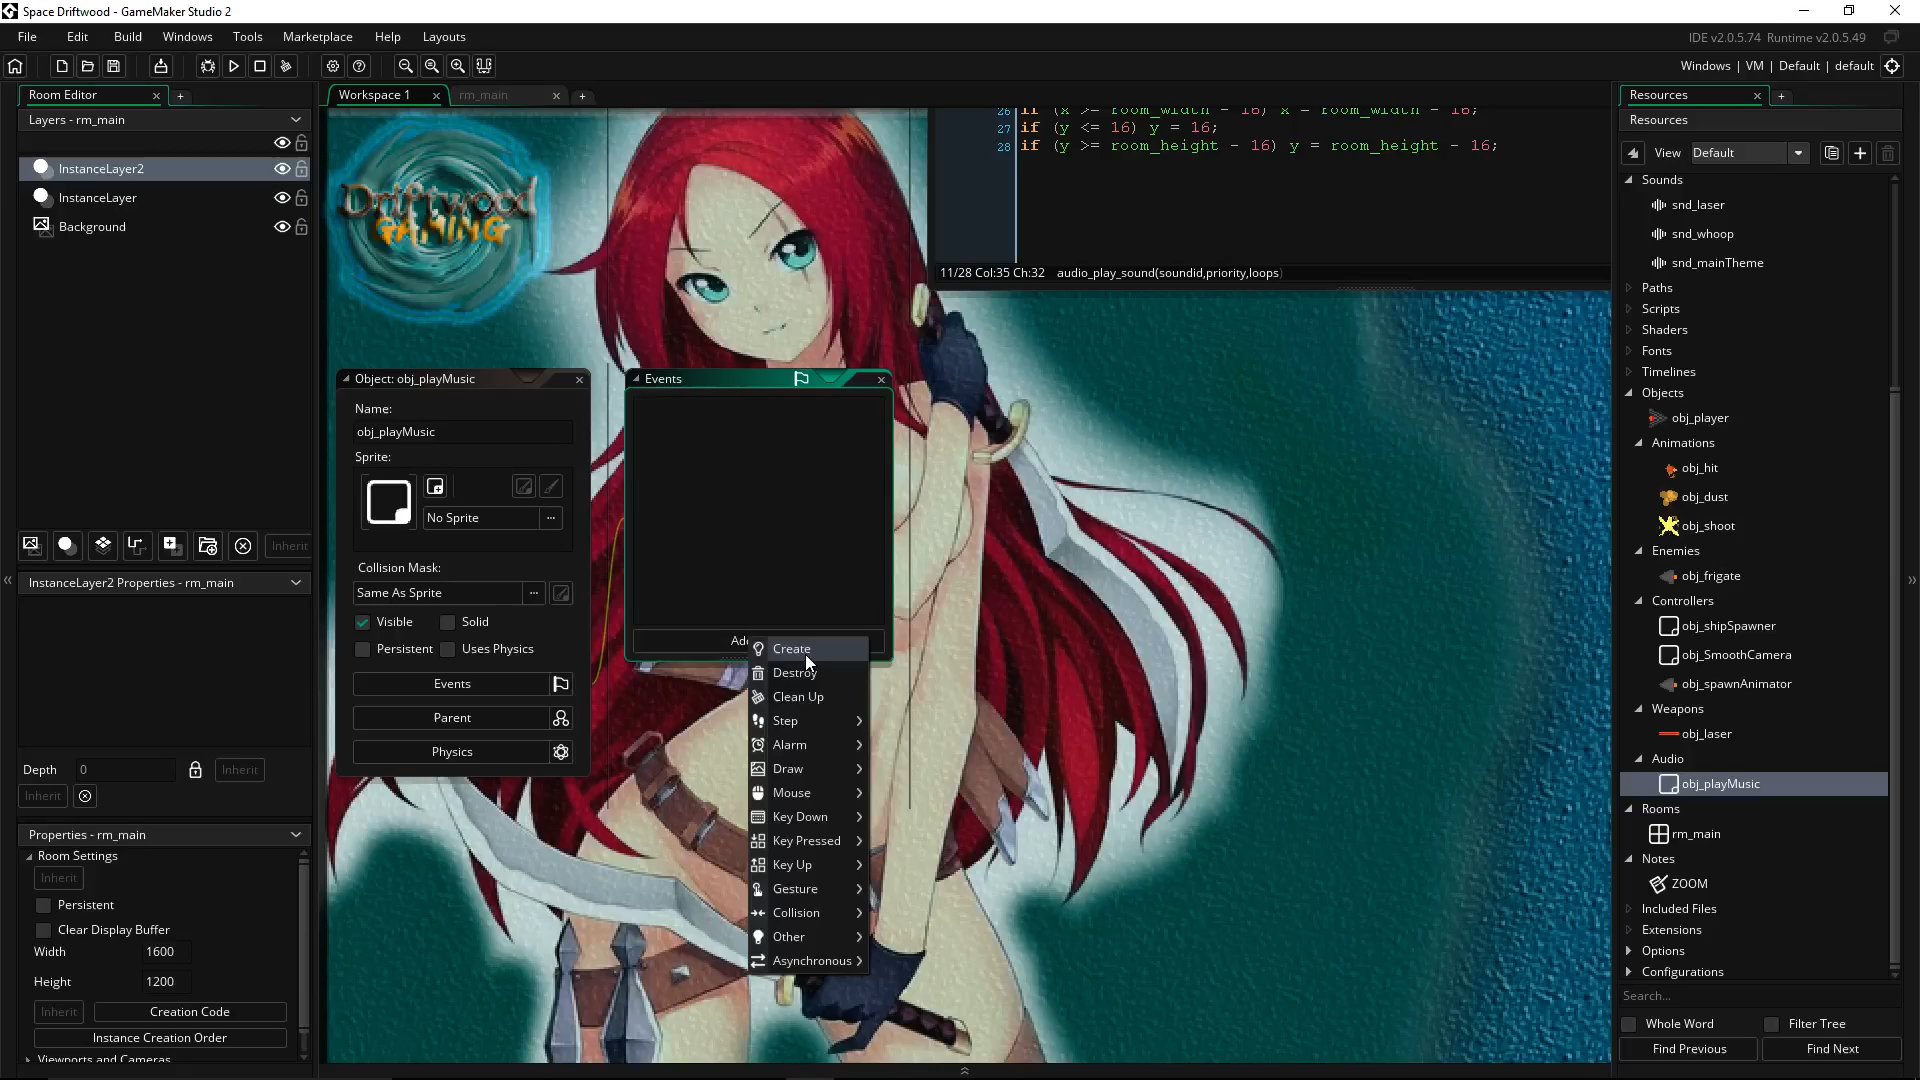 Space Driftwood - GameMaker Studio 2
File Edit Build Windows Tools Marketplace Help Layouts
IDE v2.0.5.74 Runtime v2.0.5.49
Windows | VM | Default | default
Room Editor
Layers - rm_main
InstanceLayer2
InstanceLayer
Background
Inherit
InstanceLayer2 Properties - rm_main
Depth 0 Inherit
Inherit
Properties - rm_main
Room Settings
Inherit
Persistent
Clear Display Buffer
Width 1600
Height 1200
Inherit Creation Code
Instance Creation Order
Viewports and Cameras
Workspace 1 rm_main
Driftwood
GAMING
26 if (x >= room_width - 16) x = room_width - 16;
27 if (y <= 16) y = 16;
28 if (y >= room_height - 16) y = room_height - 16;
11/28 Col:35 Ch:32 audio_play_sound(soundid,priority,loops)
Object: obj_playMusic
Name:
obj_playMusic
Sprite:
No Sprite ...
Collision Mask:
Same As Sprite ...
Visible Solid
Persistent Uses Physics
Events
Parent
Physics
Events
Create
Destroy
Clean Up
Step
Alarm
Draw
Mouse
Key Down
Key Pressed
Key Up
Gesture
Collision
Other
Asynchronous
Resources
Resources
View Default
Sounds
snd_laser
snd_whoop
snd_mainTheme
Paths
Scripts
Shaders
Fonts
Timelines
Objects
obj_player
Animations
obj_hit
obj_dust
obj_shoot
Enemies
obj_frigate
Controllers
obj_shipSpawner
obj_SmoothCamera
obj_spawnAnimator
Weapons
obj_laser
Audio
obj_playMusic
Rooms
rm_main
Notes
ZOOM
Included Files
Extensions
Options
Configurations
Search...
Whole Word Filter Tree
Find Previous Find Next